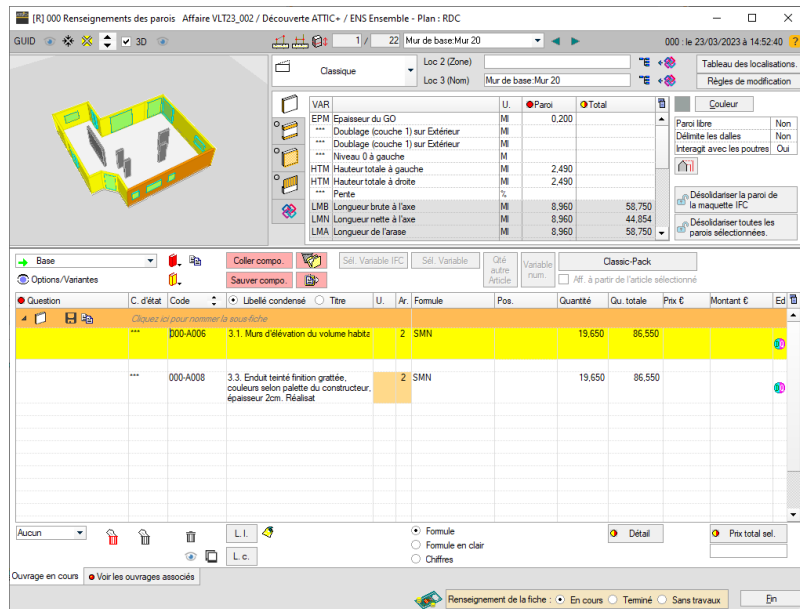 [R] 000 Renseignements des parois Affaire VLT23_002 / Découverte ATTIC+ / ENS Ensemble - Plan : RDC
GUID 3D 1/ 22 Mur de base:Mur 20 000 : le 23/03/2023 à 14:52:40 ?
Classique
Loc 2 (Zone)
Loc 3 (Nom) Mur de base:Mur 20
Tableau des localisations.
Règles de modification
VAR U. Paroi Total
EPM Epaisseur du GO Ml 0,200
*** Doublage (couche 1) sur Extérieur Ml
*** Doublage (couche 1) sur Extérieur Ml
*** Niveau 0 à gauche M
HTM Hauteur totale à gauche Ml 2,490
HTM Hauteur totale à droite Ml 2,490
*** Pente %
LMB Longueur brute à l'axe Ml 8,960 58,750
LMN Longueur nette à l'axe Ml 8,960 44,854
LMA Longueur de l'arase Ml 8,960 58,750
Couleur
Paroi libre Non
Délimite les dalles Non
Interagit avec les poutres Oui
Désolidariser la paroi de
la maquette IFC
Désolidariser toutes les
parois sélectionnées.
Base
Options/Variantes
Coller compo.
Sauver compo.
Sél. Variable IFC
Sél. Variable
Qté
autre
Article
Variable
num.
Classic-Pack
Aff. à partir de l'article sélectionné
Question C. d'état Code Libellé condensé Titre U. Ar. Formule Pos. Quantité Qu. totale Prix € Montant € Ed
Cliquez ici pour nommer la sous-fiche
*** 000-A006 3.1. Murs d'élévation du volume habita 2 SMN 19,650 86,550
*** 000-A008 3.3. Enduit teinté finition grattée, 2 SMN 19,650 86,550
couleurs selon palette du constructeur,
épaisseur 2cm. Réalisat
Aucun
L. l.
L. c.
Formule
Formule en clair
Chiffres
Détail
Prix total sel.
Ouvrage en cours Voir les ouvrages associés
Renseignement de la fiche : En cours Terminé Sans travaux
Fin